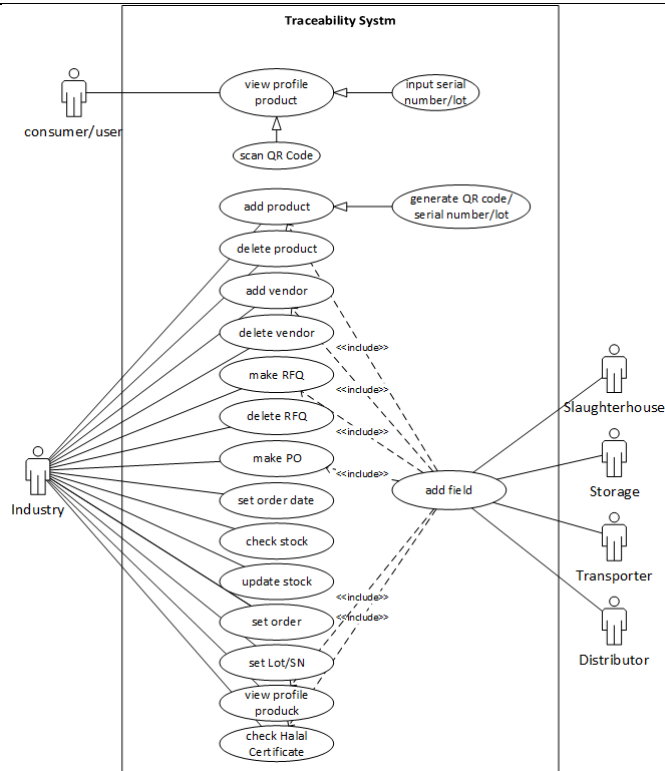 Traceability Systm
view profile
product
input serial
number/lot
consumer/user
scan QR Code
add product
generate QR code/
serial number/lot
delete product
add vendor
delete vendor
<<include>>
make RFQ
<<include>>
Slaughterhouse
delete RFQ
<<include>>
make PO
<<include>>
add field
Storage
Industry
set order date
check stock
Transporter
update stock
<<include>>
set order
<<include>>
set Lot/SN
Distributor
view profile
produck
check Halal
Certificate